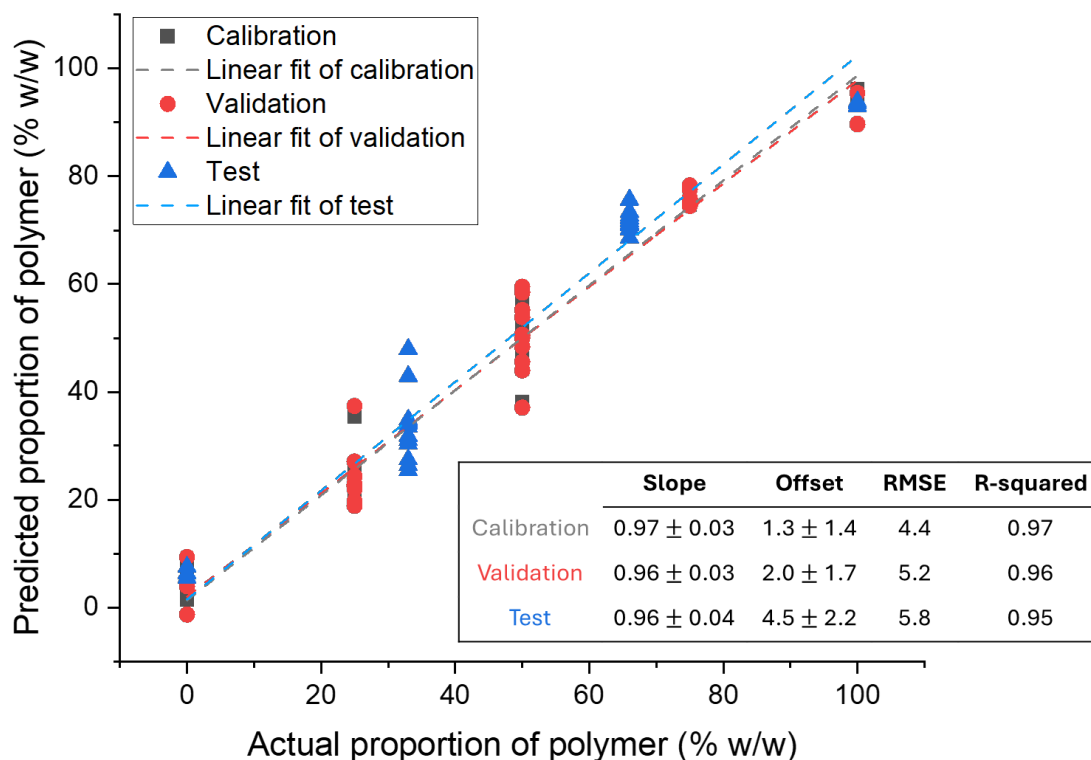 Calibration
Linear fit of calibration
Validation
Linear fit of validation
Test
Linear fit of test
Predicted proportion of polymer (% w/w)
100
80
60
40
20
0
Slope Offset RMSE R-squared
Calibration 0.97 ± 0.03 1.3 ± 1.4 4.4 0.97
Validation 0.96 ± 0.03 2.0 ± 1.7 5.2 0.96
Test 0.96 ± 0.04 4.5 ± 2.2 5.8 0.95
0 20 40 60 80 100
Actual proportion of polymer (% w/w)